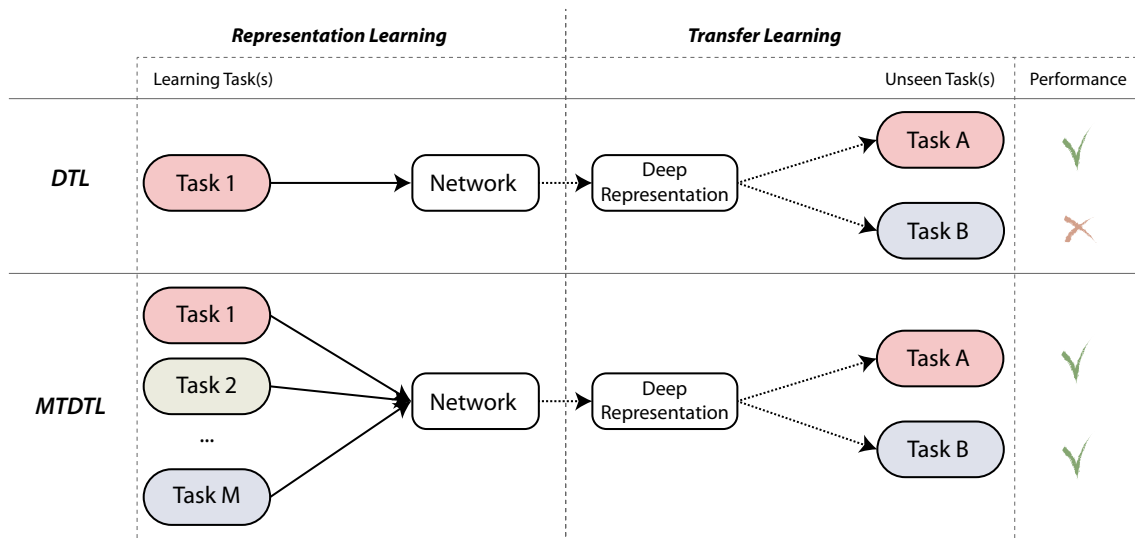 Representation Learning
Transfer Learning
Learning Task(s)
Unseen Task(s)
Performance
DTL
Task 1
Network
Deep
Representation
Task A
Task B
MTDTL
Task 1
Task 2
...
Task M
Network
Deep
Representation
Task A
Task B